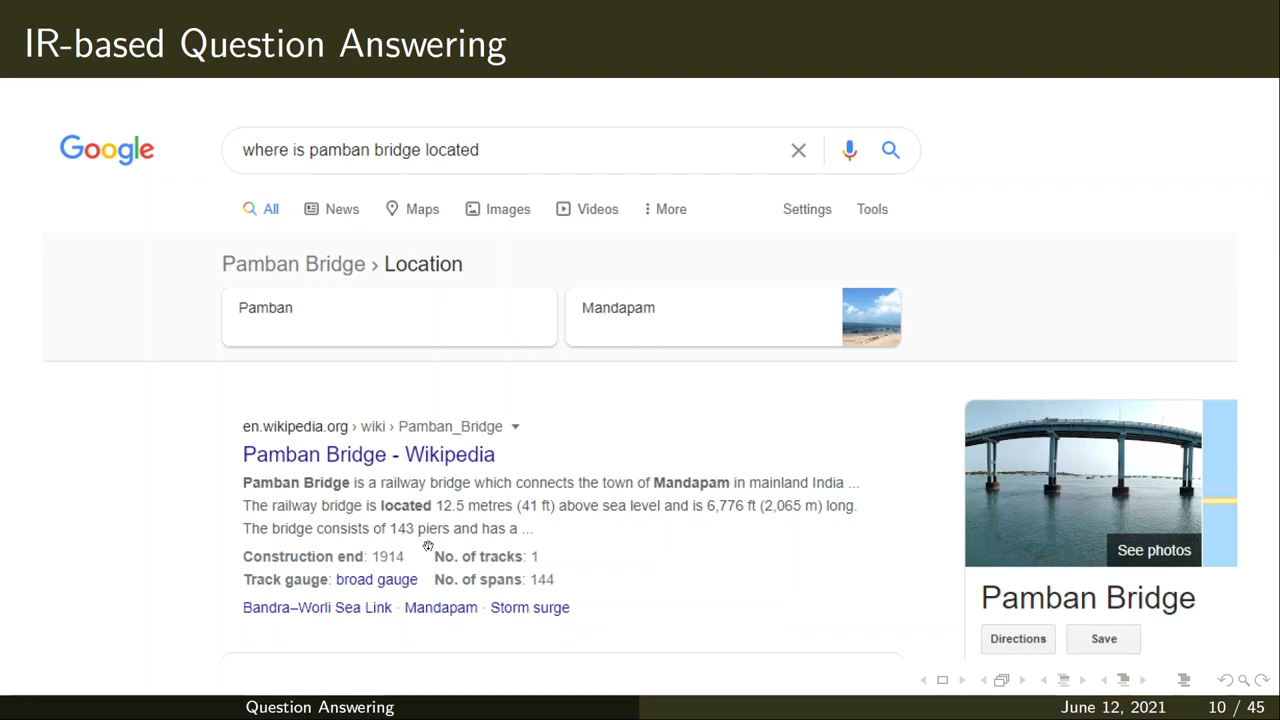 IR-based Question Answering
Google
where is pamban bridge located
All News Maps Images Videos More Settings Tools
Pamban Bridge › Location
Pamban Mandapam
en.wikipedia.org › wiki › Pamban_Bridge
Pamban Bridge - Wikipedia
Pamban Bridge is a railway bridge which connects the town of Mandapam in mainland India ...
The railway bridge is located 12.5 metres (41 ft) above sea level and is 6,776 ft (2,065 m) long.
The bridge consists of 143 piers and has a ...
Construction end: 1914 No. of tracks: 1
Track gauge: broad gauge No. of spans: 144
Bandra–Worli Sea Link · Mandapam · Storm surge
See photos
Pamban Bridge
Directions Save
Question Answering June 12, 2021 10 / 45